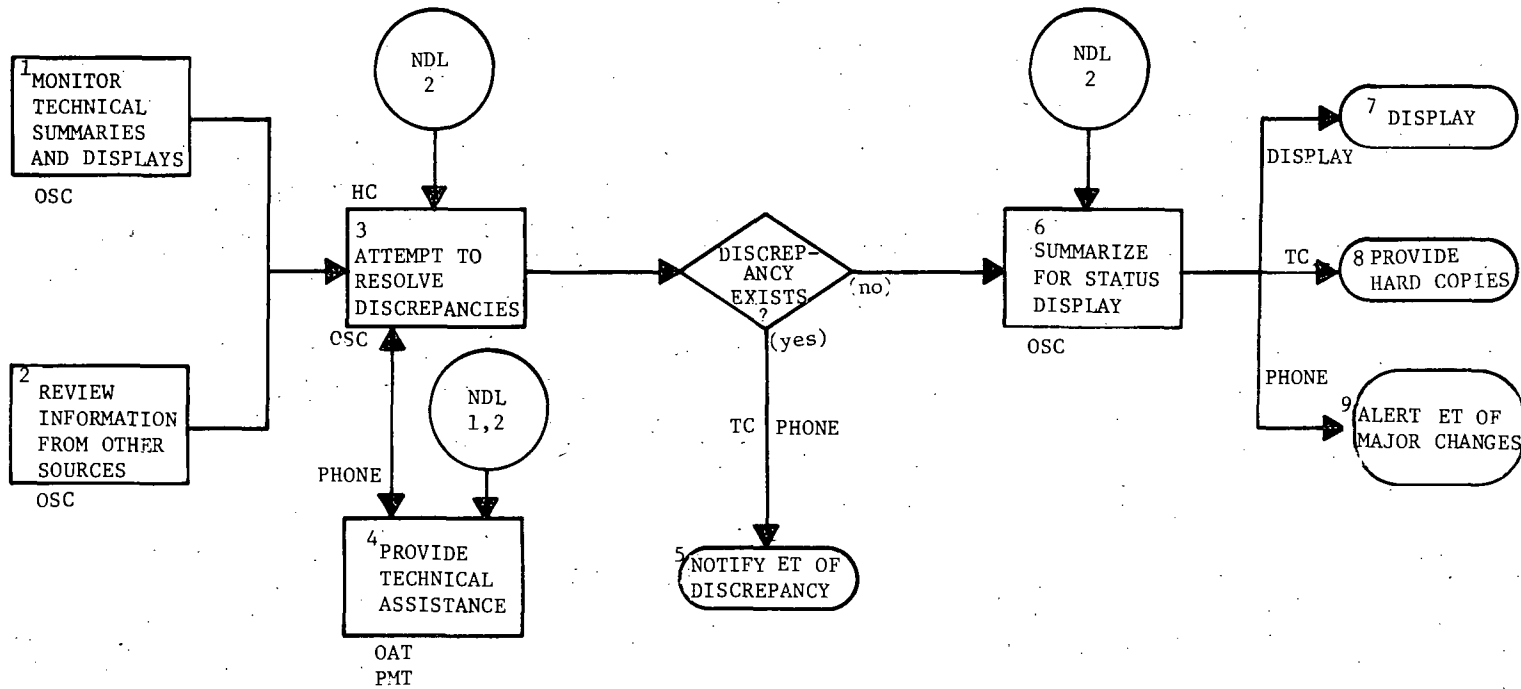 1
MONITOR
TECHNICAL
SUMMARIES
AND DISPLAYS
OSC
2
REVIEW
INFORMATION
FROM OTHER
SOURCES
OSC
NDL
2
HC
3
ATTEMPT TO
RESOLVE
DISCREPANCIES
OSC
PHONE
NDL
1,2
4
PROVIDE
TECHNICAL
ASSISTANCE
OAT
PMT
DISCREP-
ANCY
EXISTS
?
(no)
(yes)
TC PHONE
5
NOTIFY ET OF
DISCREPANCY
NDL
2
6
SUMMARIZE
FOR STATUS
DISPLAY
OSC
DISPLAY
7
DISPLAY
TC
8 PROVIDE
HARD COPIES
PHONE
9
ALERT ET OF
MAJOR CHANGES